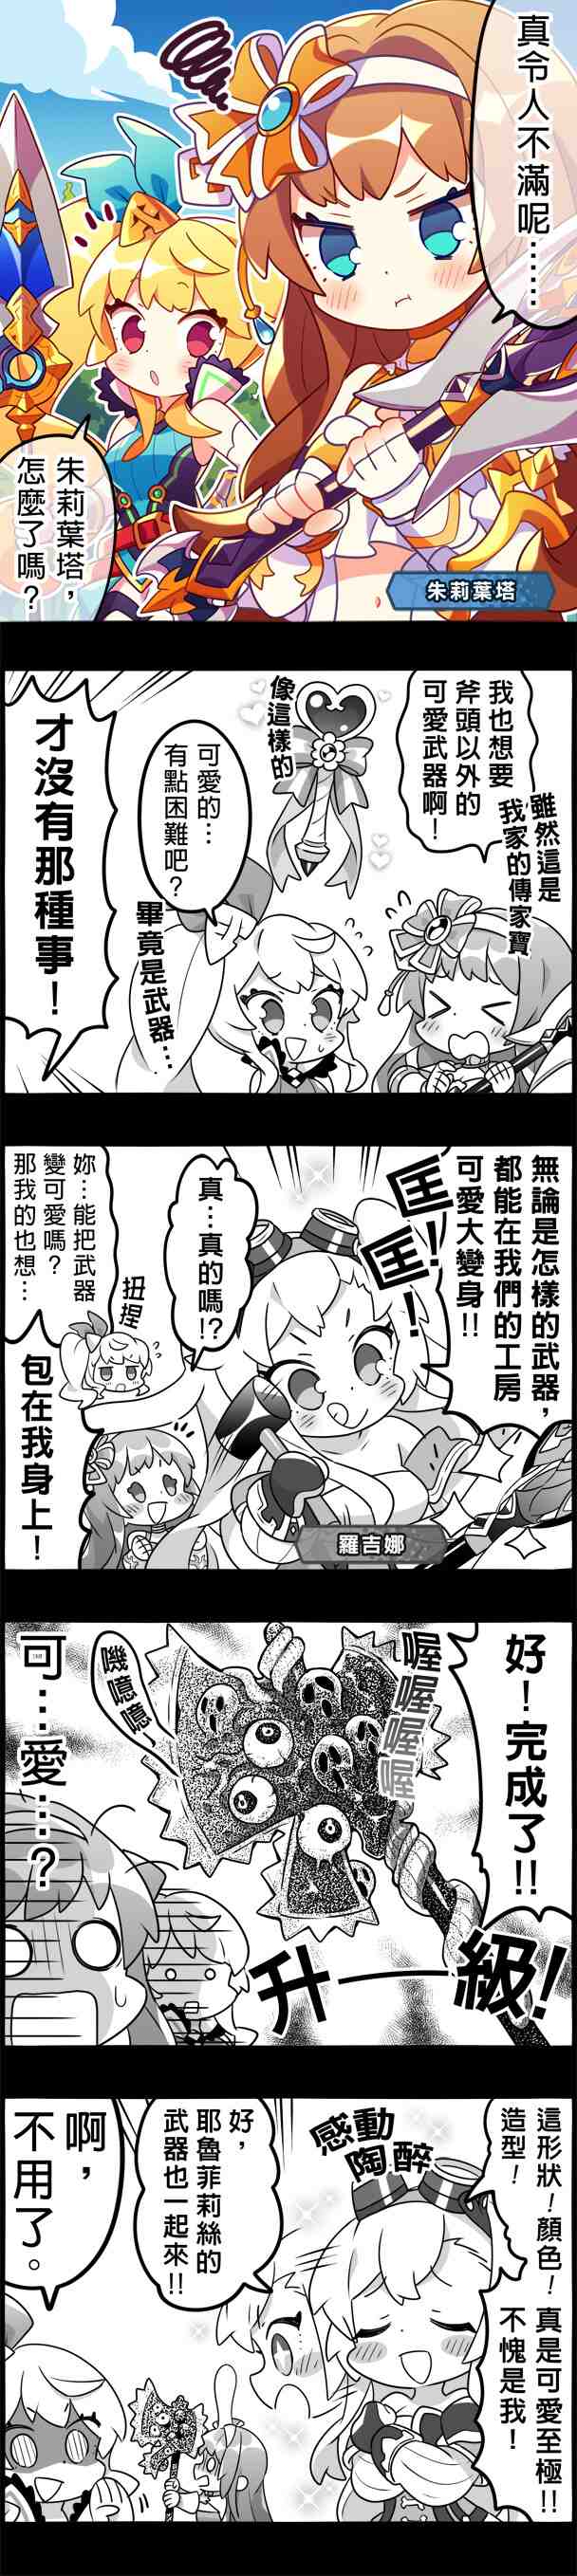 真令人不滿呢……
朱莉葉塔，
怎麼了嗎？
朱莉葉塔
我也想要
斧頭以外的
可愛武器啊！
雖然這是
我家的傳家寶
像這樣的
可愛的…
有點困難吧？
畢竟是武器…
才沒有那種事！
無論是怎樣的武器，
都能在我們的工房
可愛大變身!!
匡！
匡！
真…真的嗎!?
妳…能把武器
變可愛嗎？
那我的也想…
扭捏
包在我身上！
羅吉娜
好！完成了!!
喔喔喔喔
嘰噫噫
可…愛…？
升——級！
這形狀！顏色！
造型！
真是可愛至極!!
不愧是我！
感動
陶醉
好，
耶魯菲莉絲的
武器也一起來!!
啊，
不用了。